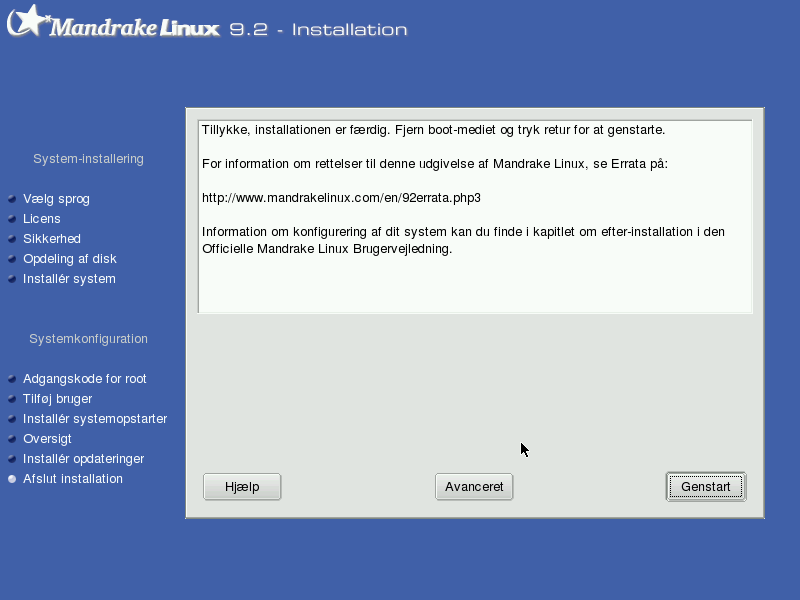 MandrakeLinux 9.2 - Installation
System-installering
Vælg sprog
Licens
Sikkerhed
Opdeling af disk
Installér system
Systemkonfiguration
Adgangskode for root
Tilføj bruger
Installér systemopstarter
Oversigt
Installér opdateringer
Afslut installation
Tillykke, installationen er færdig. Fjern boot-mediet og tryk retur for at genstarte.
For information om rettelser til denne udgivelse af Mandrake Linux, se Errata på:
http://www.mandrakelinux.com/en/92errata.php3
Information om konfigurering af dit system kan du finde i kapitlet om efter-installation i den
Officielle Mandrake Linux Brugervejledning.
Hjælp
Avanceret
Genstart